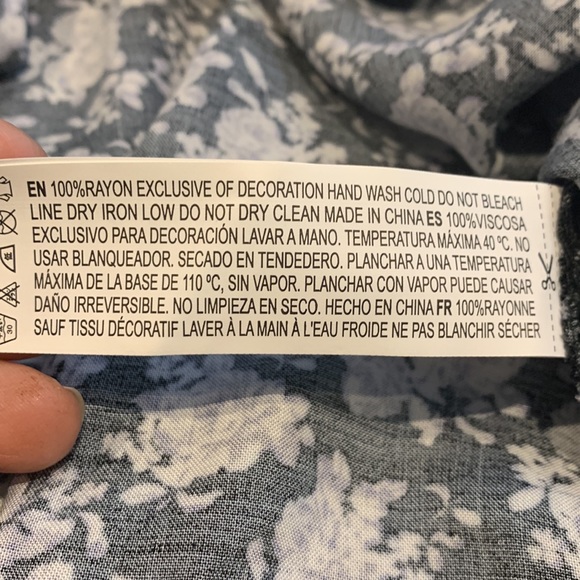 EN 100%RAYON EXCLUSIVE OF DECORATION HAND WASH COLD DO NOT BLEACH
LINE DRY IRON LOW DO NOT DRY CLEAN MADE IN CHINA ES 100%VISCOSA
EXCLUSIVO PARA DECORACIÓN LAVAR A MANO. TEMPERATURA MÁXIMA 40 ºC. NO
USAR BLANQUEADOR. SECADO EN TENDEDERO. PLANCHAR A UNA TEMPERATURA
MÁXIMA DE LA BASE DE 110 ºC, SIN VAPOR. PLANCHAR CON VAPOR PUEDE CAUSAR
DAÑO IRREVERSIBLE. NO LIMPIEZA EN SECO. HECHO EN CHINA FR 100%RAYONNE
SAUF TISSU DÉCORATIF LAVER À LA MAIN À L'EAU FROIDE NE PAS BLANCHIR SÉCHER